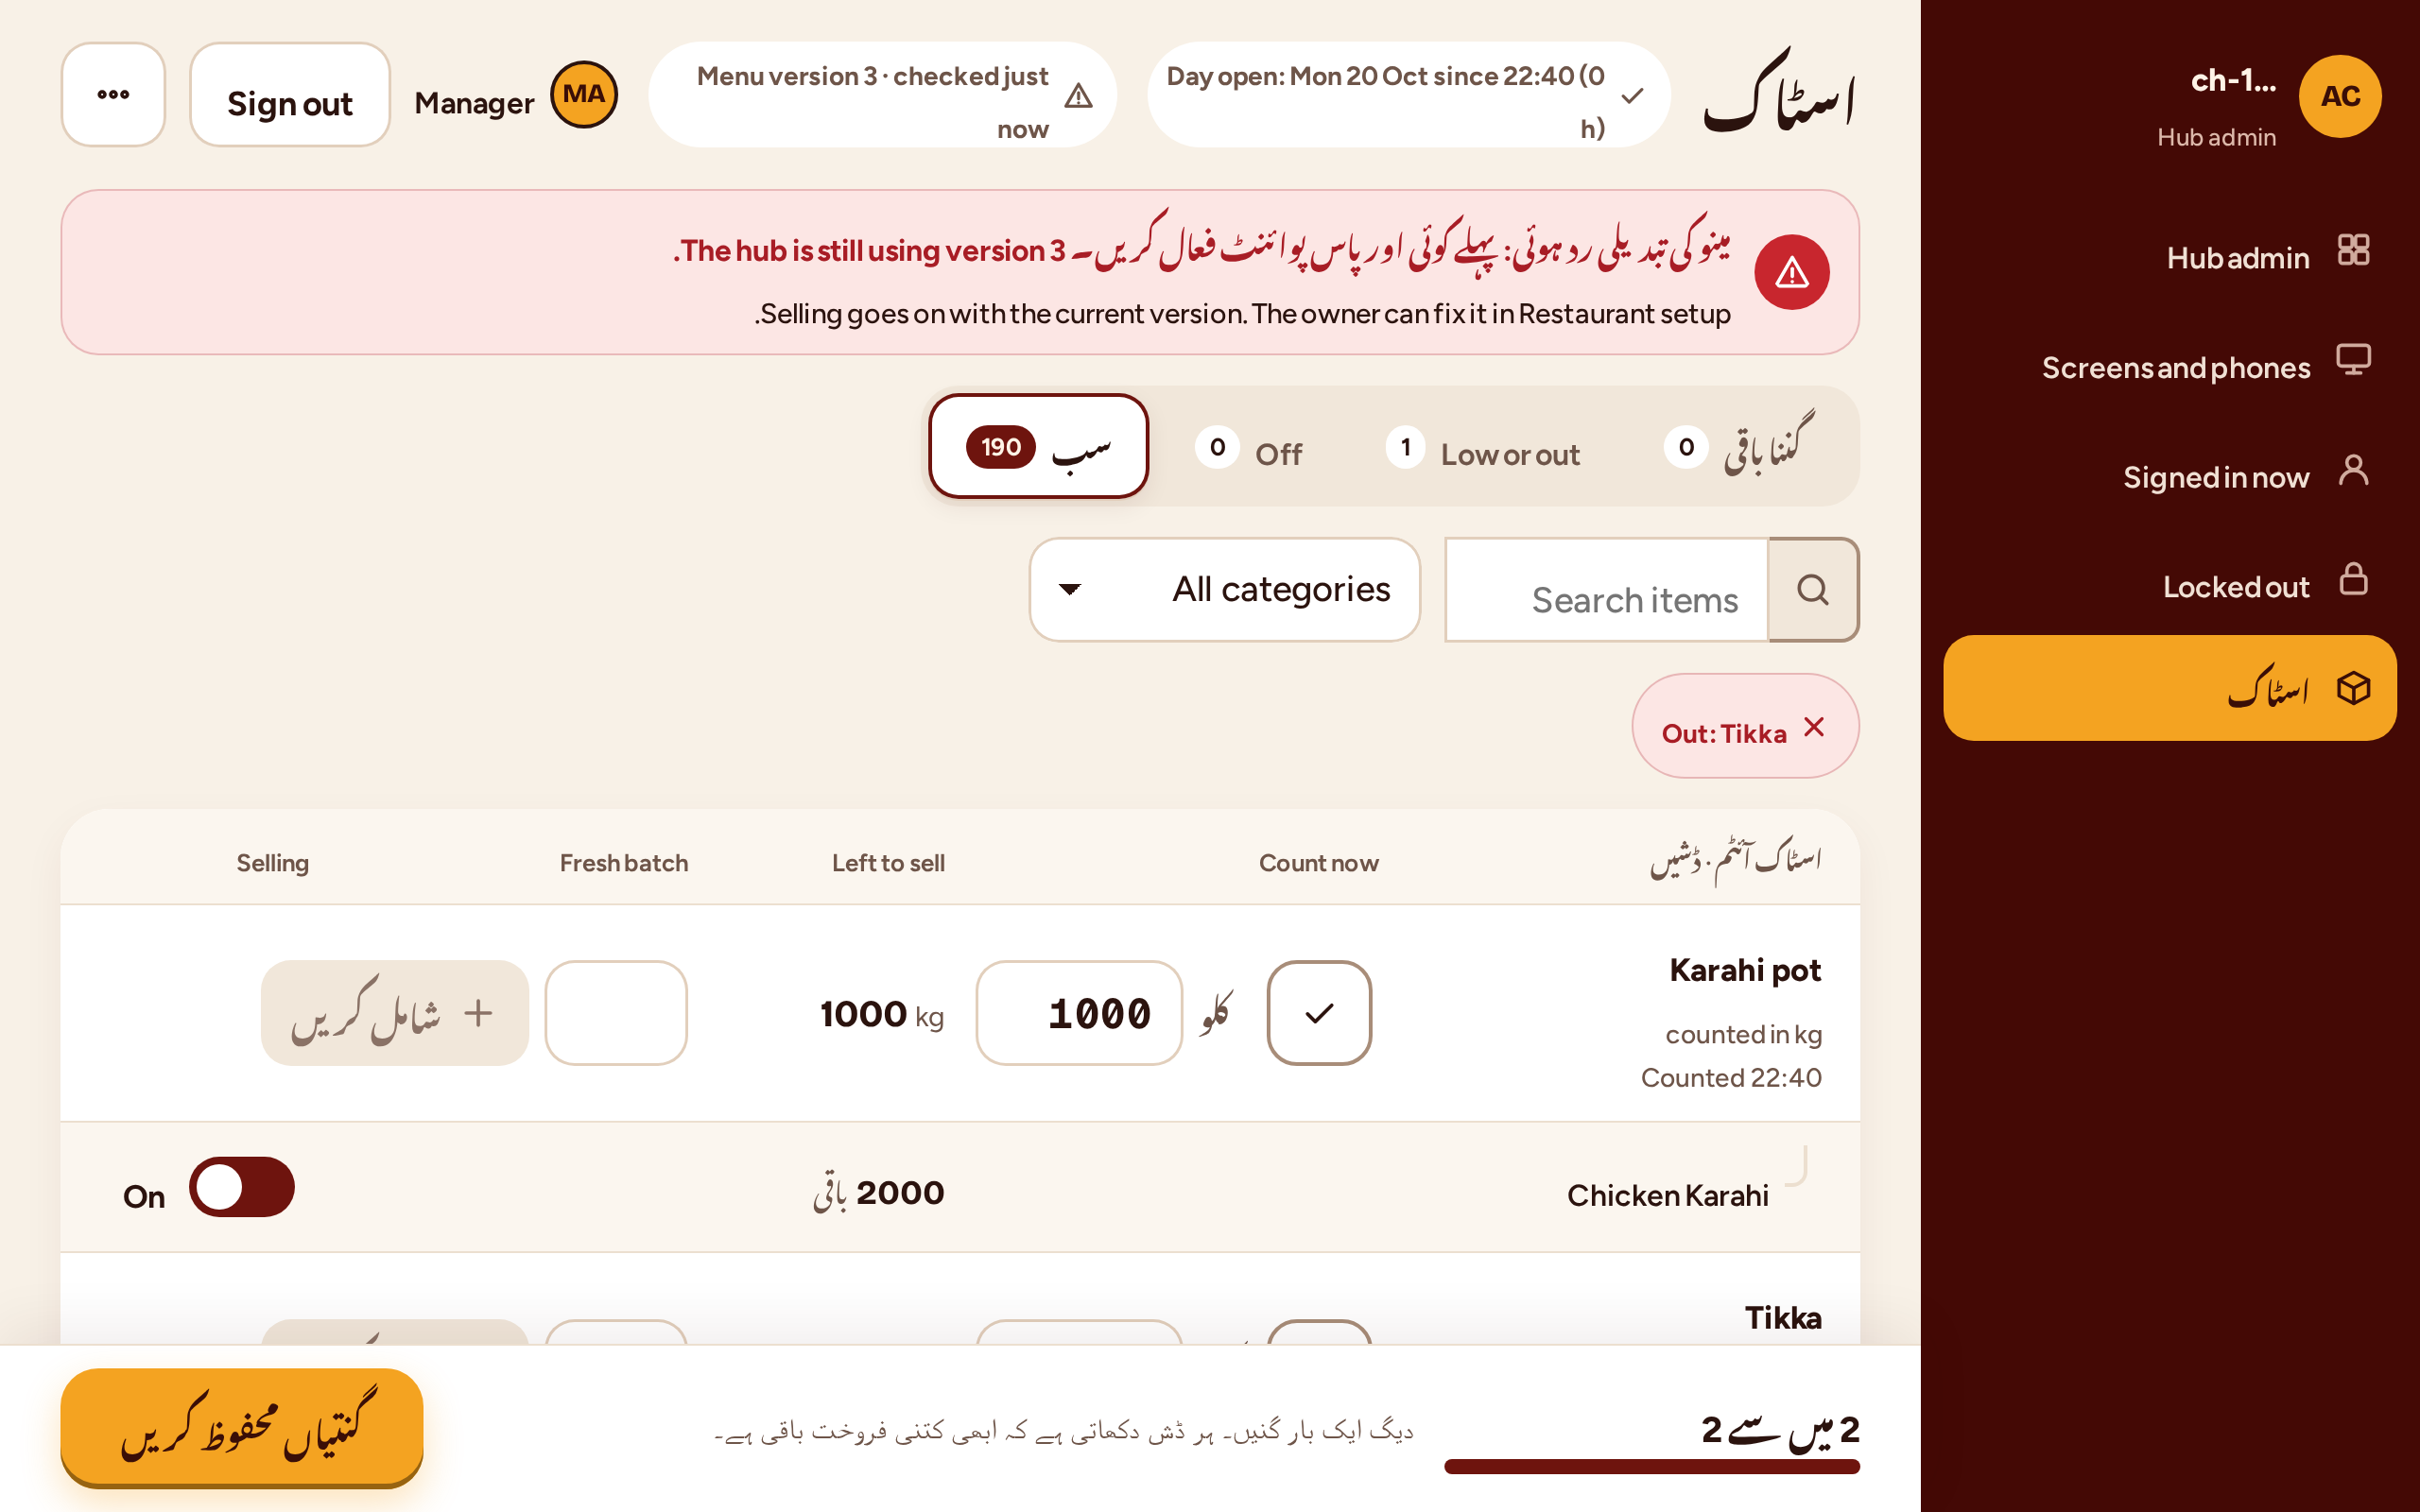 AC
ch-1...
Hub admin
Hub admin
Screens and phones
Signed in now
Locked out
اسٹاک
اسٹاک
Day open: Mon 20 Oct since 22:40 (0
h)
Menu version 3 · checked just
now
MA
Manager
Sign out
مینو کی تبدیلی رد ہوئی: پہلے کوئی اور پاس پوائنٹ فعال کریں۔ The hub is still using version 3.
Selling goes on with the current version. The owner can fix it in Restaurant setup.
گننا باقی 0
Low or out 1
Off 0
سب 190
Search items
All categories
Out: Tikka
اسٹاک آئٹم · ڈشیں
Count now
Left to sell
Fresh batch
Selling
Karahi pot
counted in kg
Counted 22:40
کلو
1000
1000 kg
شامل کریں
Chicken Karahi
2000 باقی
On
Tikka
2 میں سے 2
دیگ ایک بار گنیں۔ ہر ڈش دکھاتی ہے کہ ابھی کتنی فروخت باقی ہے۔
گنتیاں محفوظ کریں